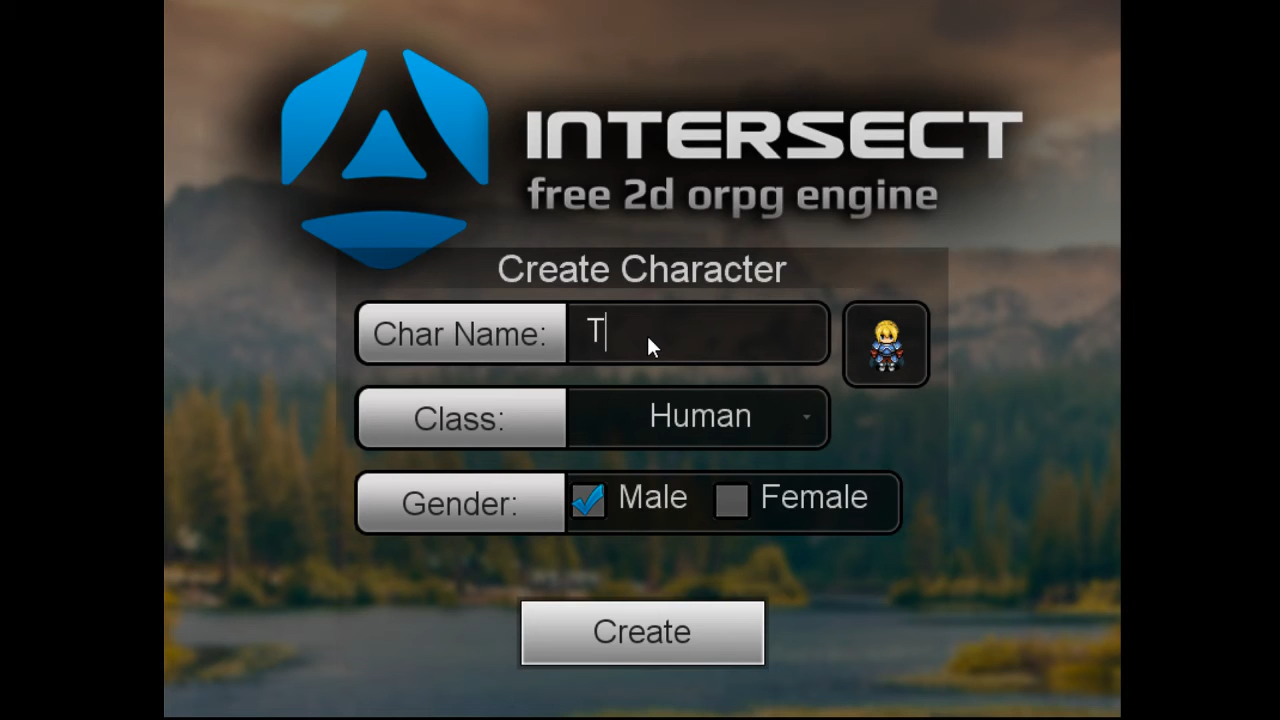 INTERSECT
free 2d orpg engine
Create Character
Char Name: T
Class: Human
Gender: Male Female
Create